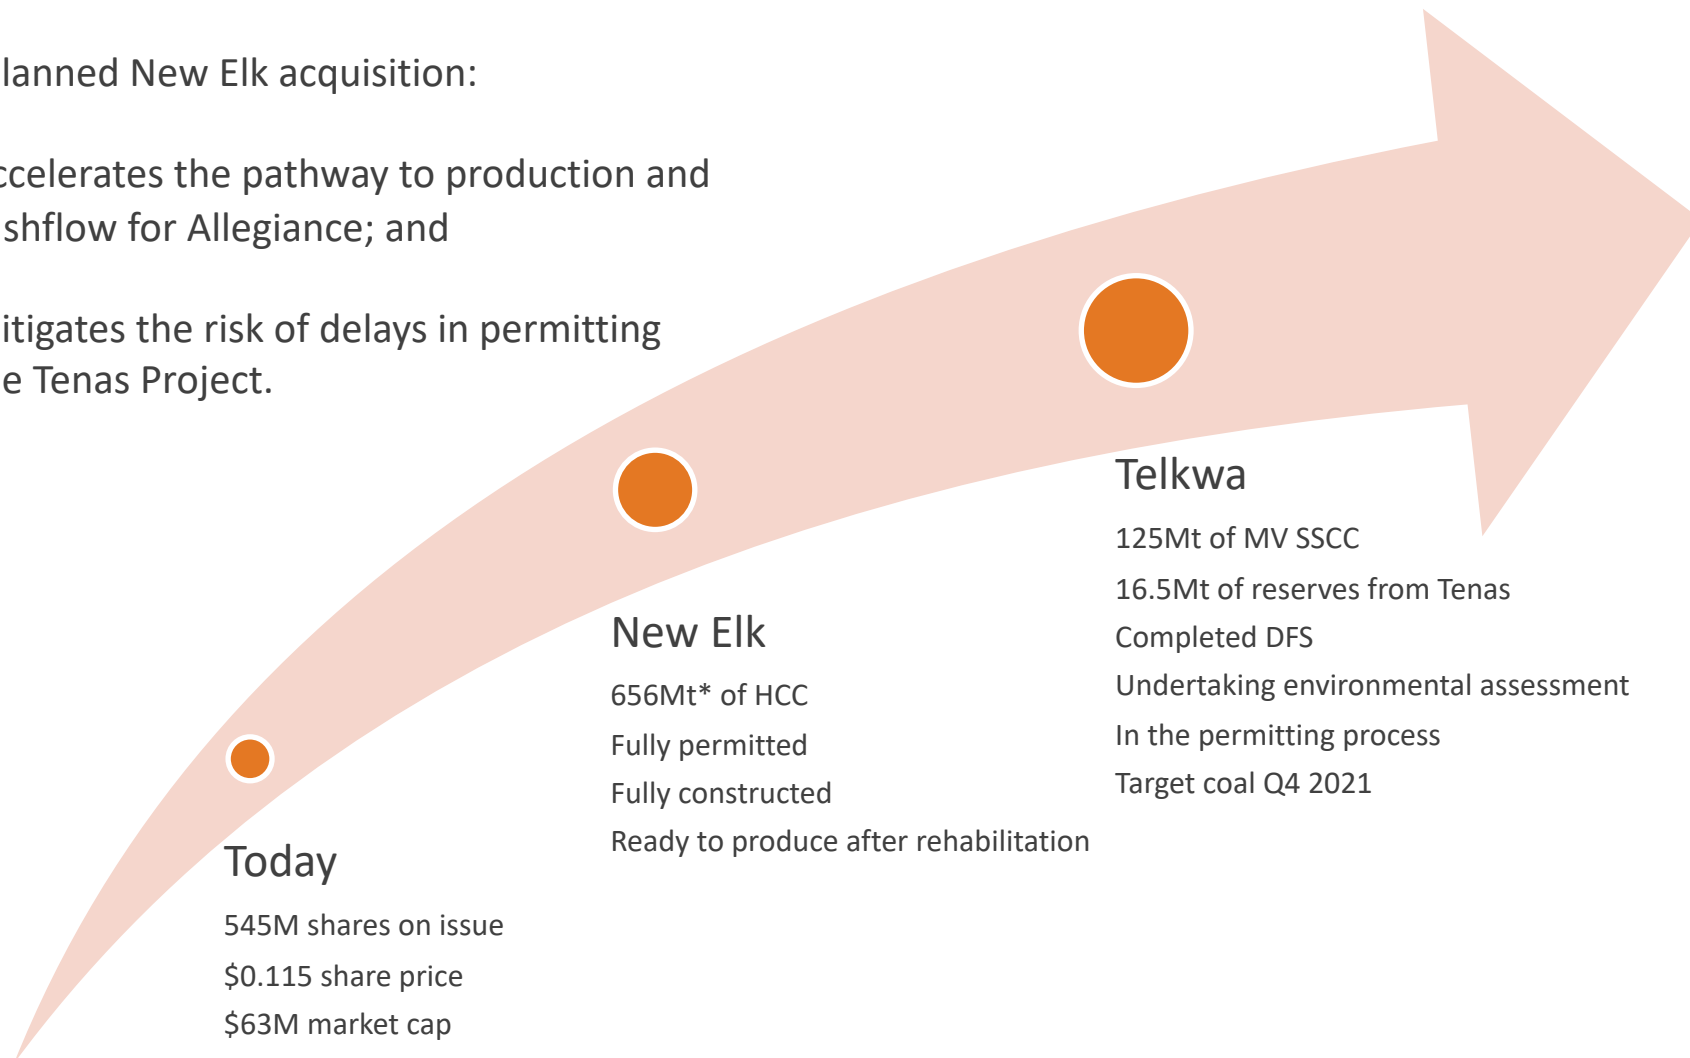 lanned New Elk acquisition:
ccelerates the pathway to production and
shflow for Allegiance; and
itigates the risk of delays in permitting
e Tenas Project.
Telkwa
125Mt of MV SSCC
16.5Mt of reserves from Tenas
Completed DFS
Undertaking environmental assessment
In the permitting process
Target coal Q4 2021
New Elk
656Mt* of HCC
Fully permitted
Fully constructed
Ready to produce after rehabilitation
Today
545M shares on issue
$0.115 share price
$63M market cap